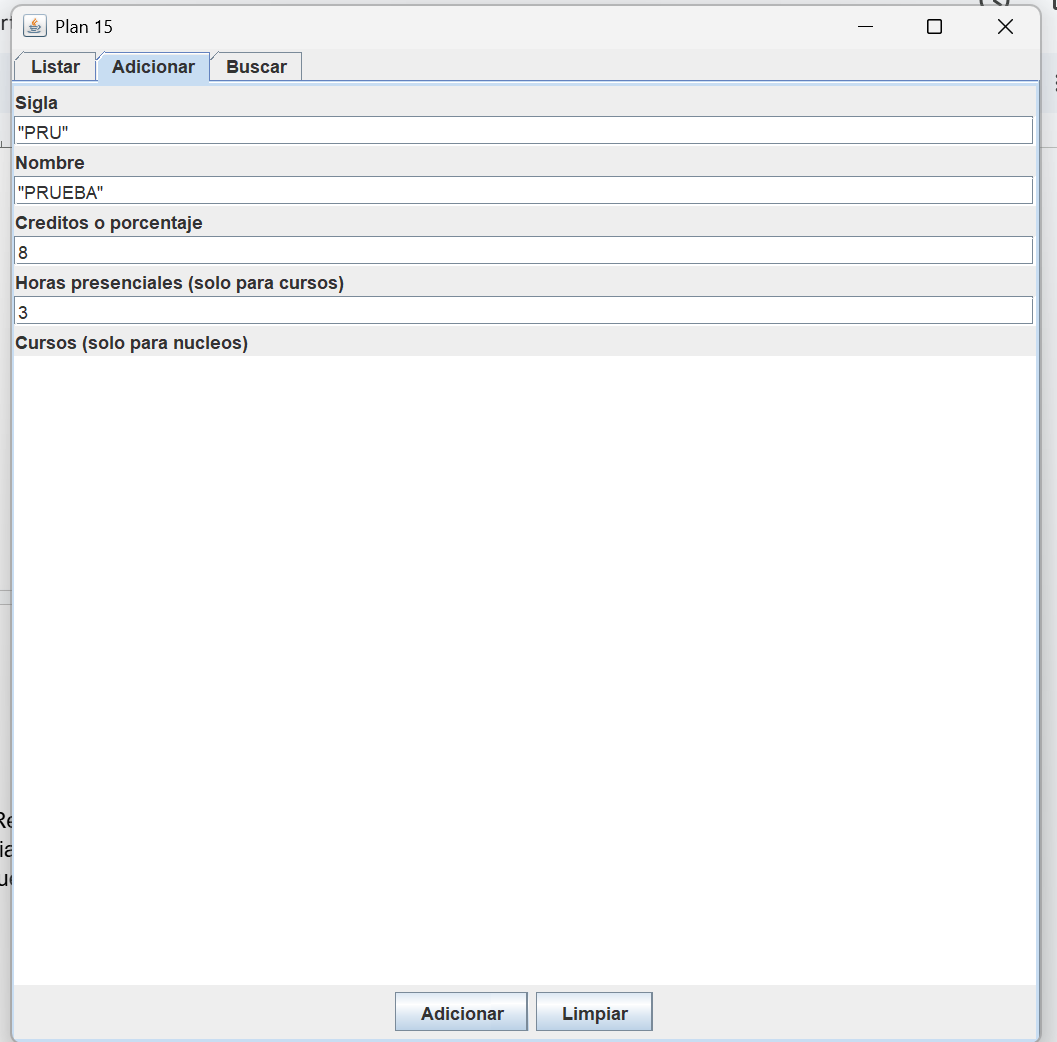 Plan 15
Listar Adicionar Buscar
Sigla
"PRU"
Nombre
"PRUEBA"
Creditos o porcentaje
8
Horas presenciales (solo para cursos)
3
Cursos (solo para nucleos)
Adicionar Limpiar